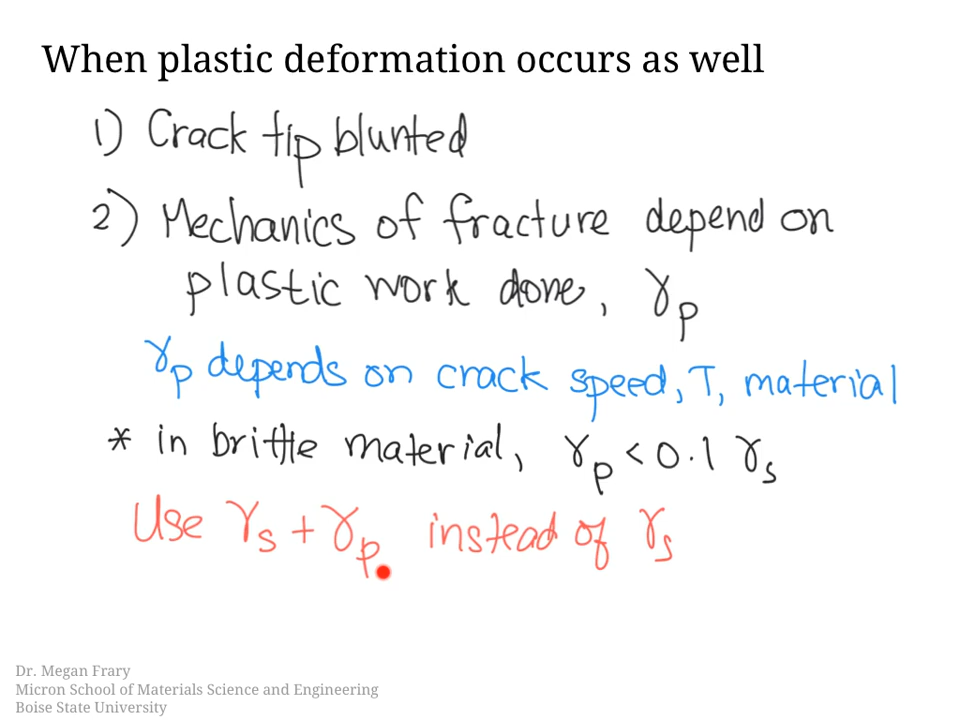 When plastic deformation occurs as well
1) Crack tip blunted
2) Mechanics of fracture depend on
plastic work done, γp
γp depends on crack speed, T, material
* in brittle material, γp < 0.1 γs
Use γs + γp instead of γs
Dr. Megan Frary
Micron School of Materials Science and Engineering
Boise State University